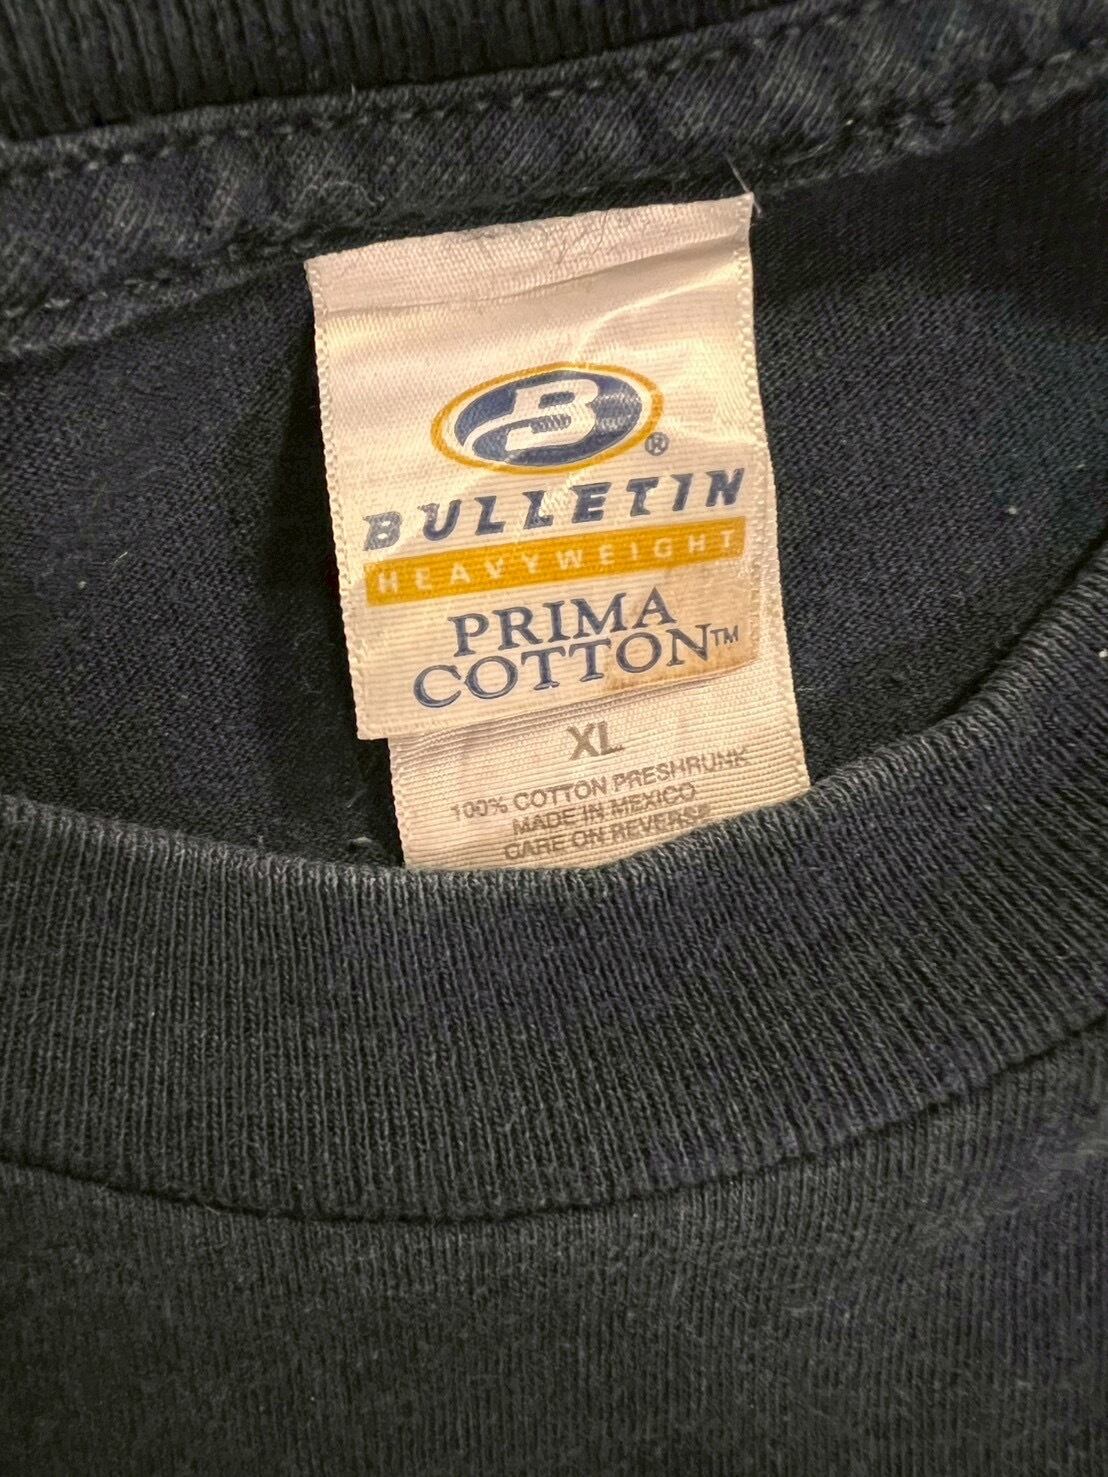 B®
BULLETIN
HEAVYWEIGHT
PRIMA
COTTON™
XL
100% COTTON PRESHRUNK
MADE IN MEXICO
CARE ON REVERSE